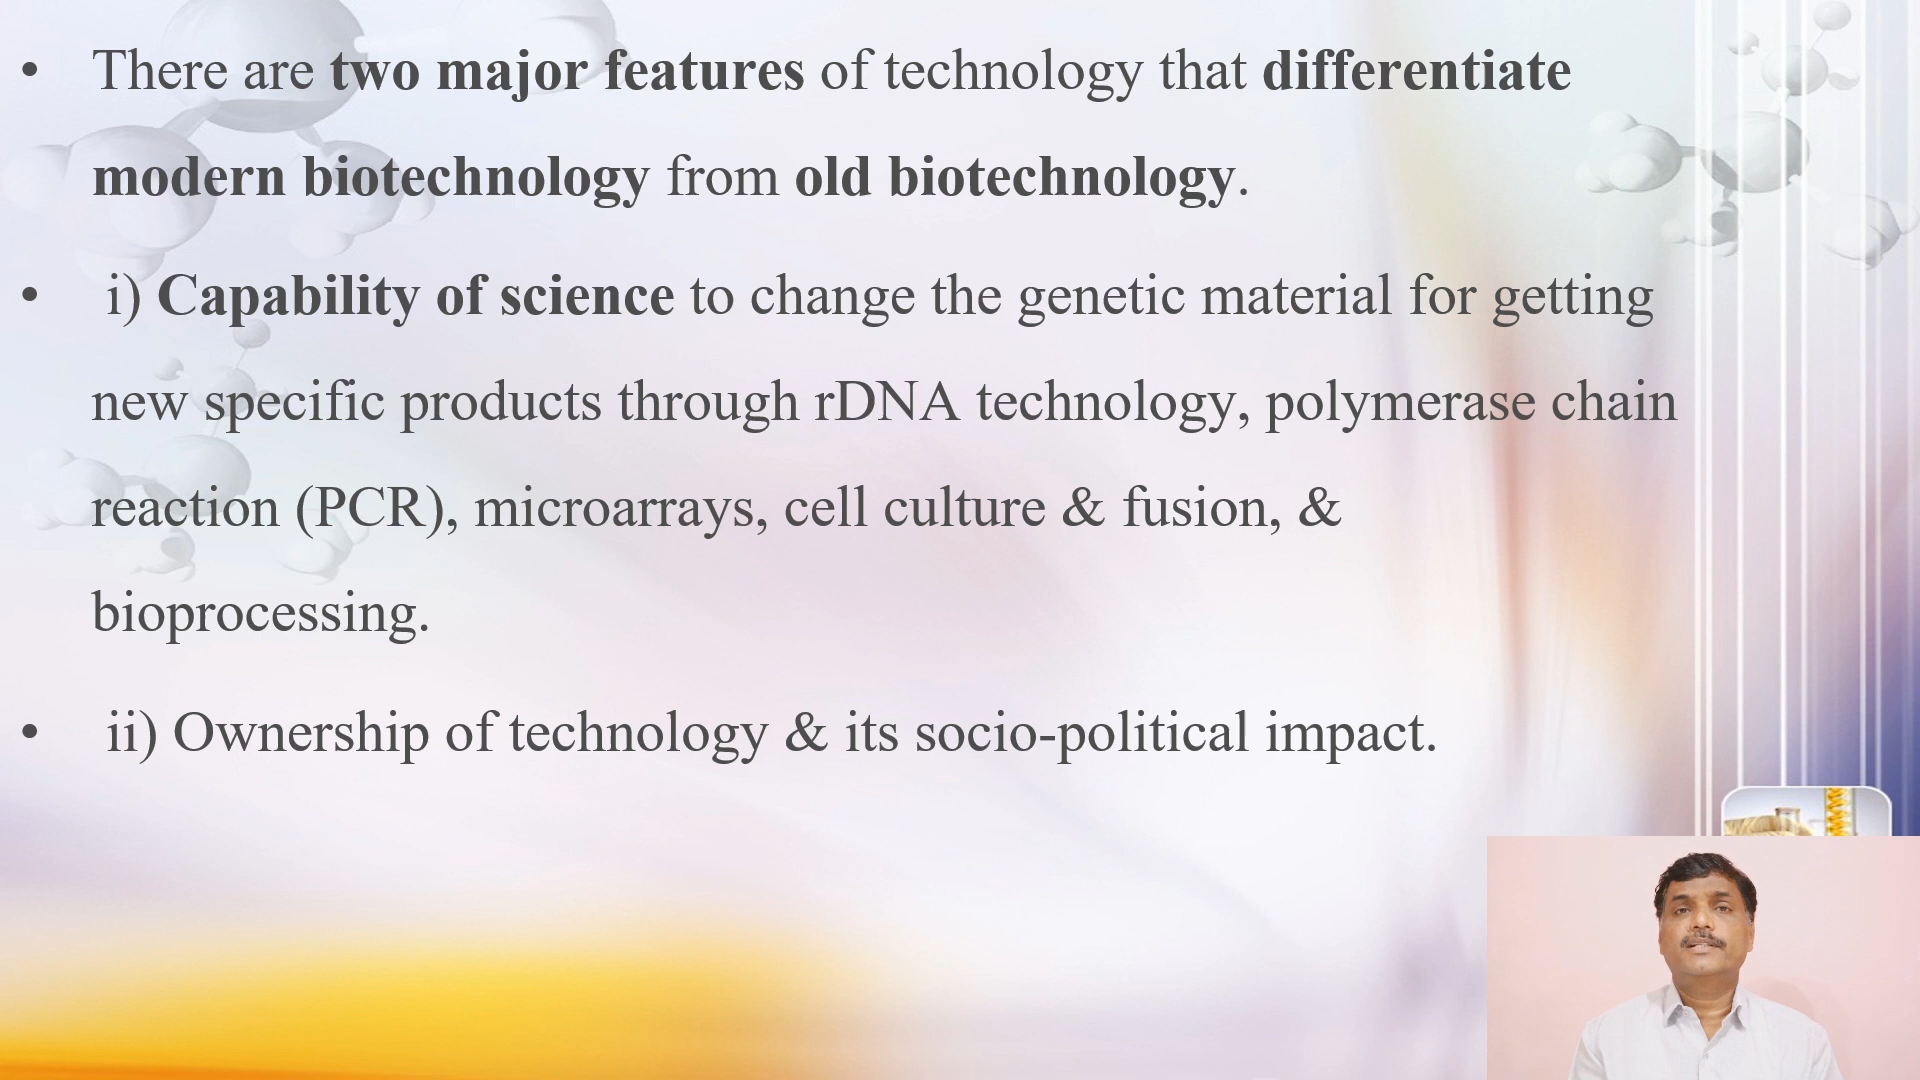 • There are two major features of technology that differentiate
modern biotechnology from old biotechnology.
• i) Capability of science to change the genetic material for getting
new specific products through rDNA technology, polymerase chain
reaction (PCR), microarrays, cell culture & fusion, &
bioprocessing.
• ii) Ownership of technology & its socio-political impact.